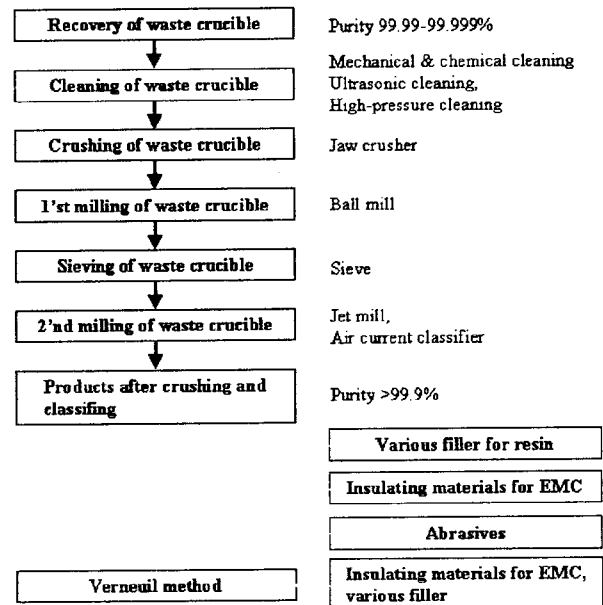 Recovery of waste crucible
Purity 99.99-99.999%
Cleaning of waste crucible
Mechanical & chemical cleaning
Ultrasonic cleaning,
High-pressure cleaning
Crushing of waste crucible
Jaw crusher
1'st milling of waste crucible
Ball mill
Sieving of waste crucible
Sieve
2'nd milling of waste crucible
Jet mill,
Air current classifier
Products after crushing and
classifing
Purity >99.9%
Various filler for resin
Insulating materials for EMC
Abrasives
Verneuil method
Insulating materials for EMC,
various filler